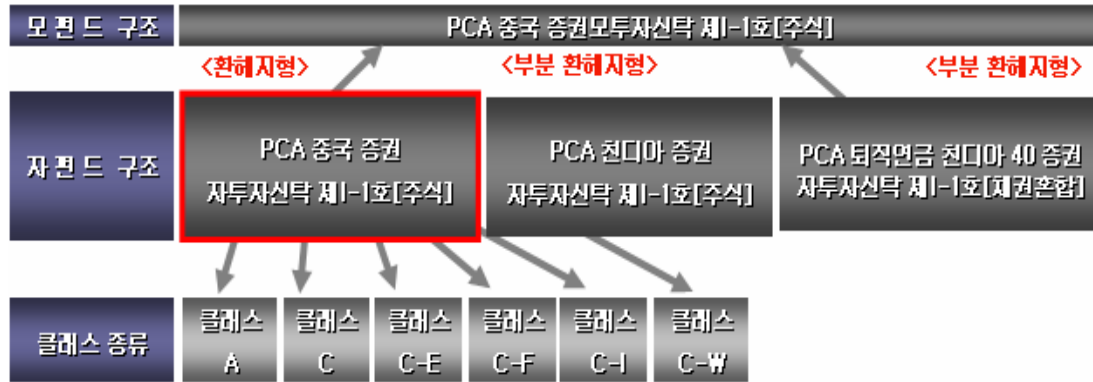 모펀드 구조
PCA 중국 증권모투자신탁 제I-1호[주식]
<환헤지형>
<부분 환헤지형>
<부분 환헤지형>
자펀드 구조
PCA 중국 증권
자투자신탁 제I-1호[주식]
PCA 친디아 증권
자투자신탁 제I-1호[주식]
PCA 퇴직연금 친디아 40 증권
자투자신탁 제I-1호[채권혼합]
클래스 종류
클래스
A
클래스
C
클래스
C-E
클래스
C-F
클래스
C-I
클래스
C-W